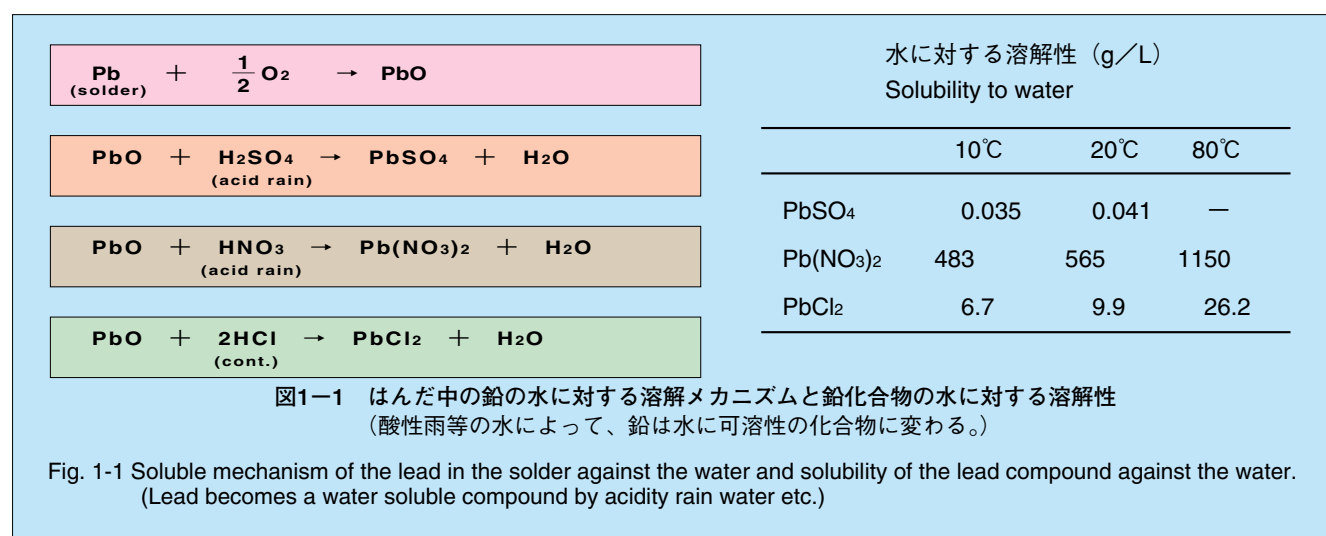 Pb + 1/2 O2 → PbO
(solder)
PbO + H2SO4 → PbSO4 + H2O
(acid rain)
PbO + HNO3 → Pb(NO3)2 + H2O
(acid rain)
PbO + 2HCl → PbCl2 + H2O
(cont.)
水に対する溶解性（g／L）
Solubility to water
10℃ 20℃ 80℃
PbSO4 0.035 0.041 —
Pb(NO3)2 483 565 1150
PbCl2 6.7 9.9 26.2
図1－1 はんだ中の鉛の水に対する溶解メカニズムと鉛化合物の水に対する溶解性
（酸性雨等の水によって、鉛は水に可溶性の化合物に変わる。）
Fig. 1-1 Soluble mechanism of the lead in the solder against the water and solubility of the lead compound against the water.
(Lead becomes a water soluble compound by acidity rain water etc.)